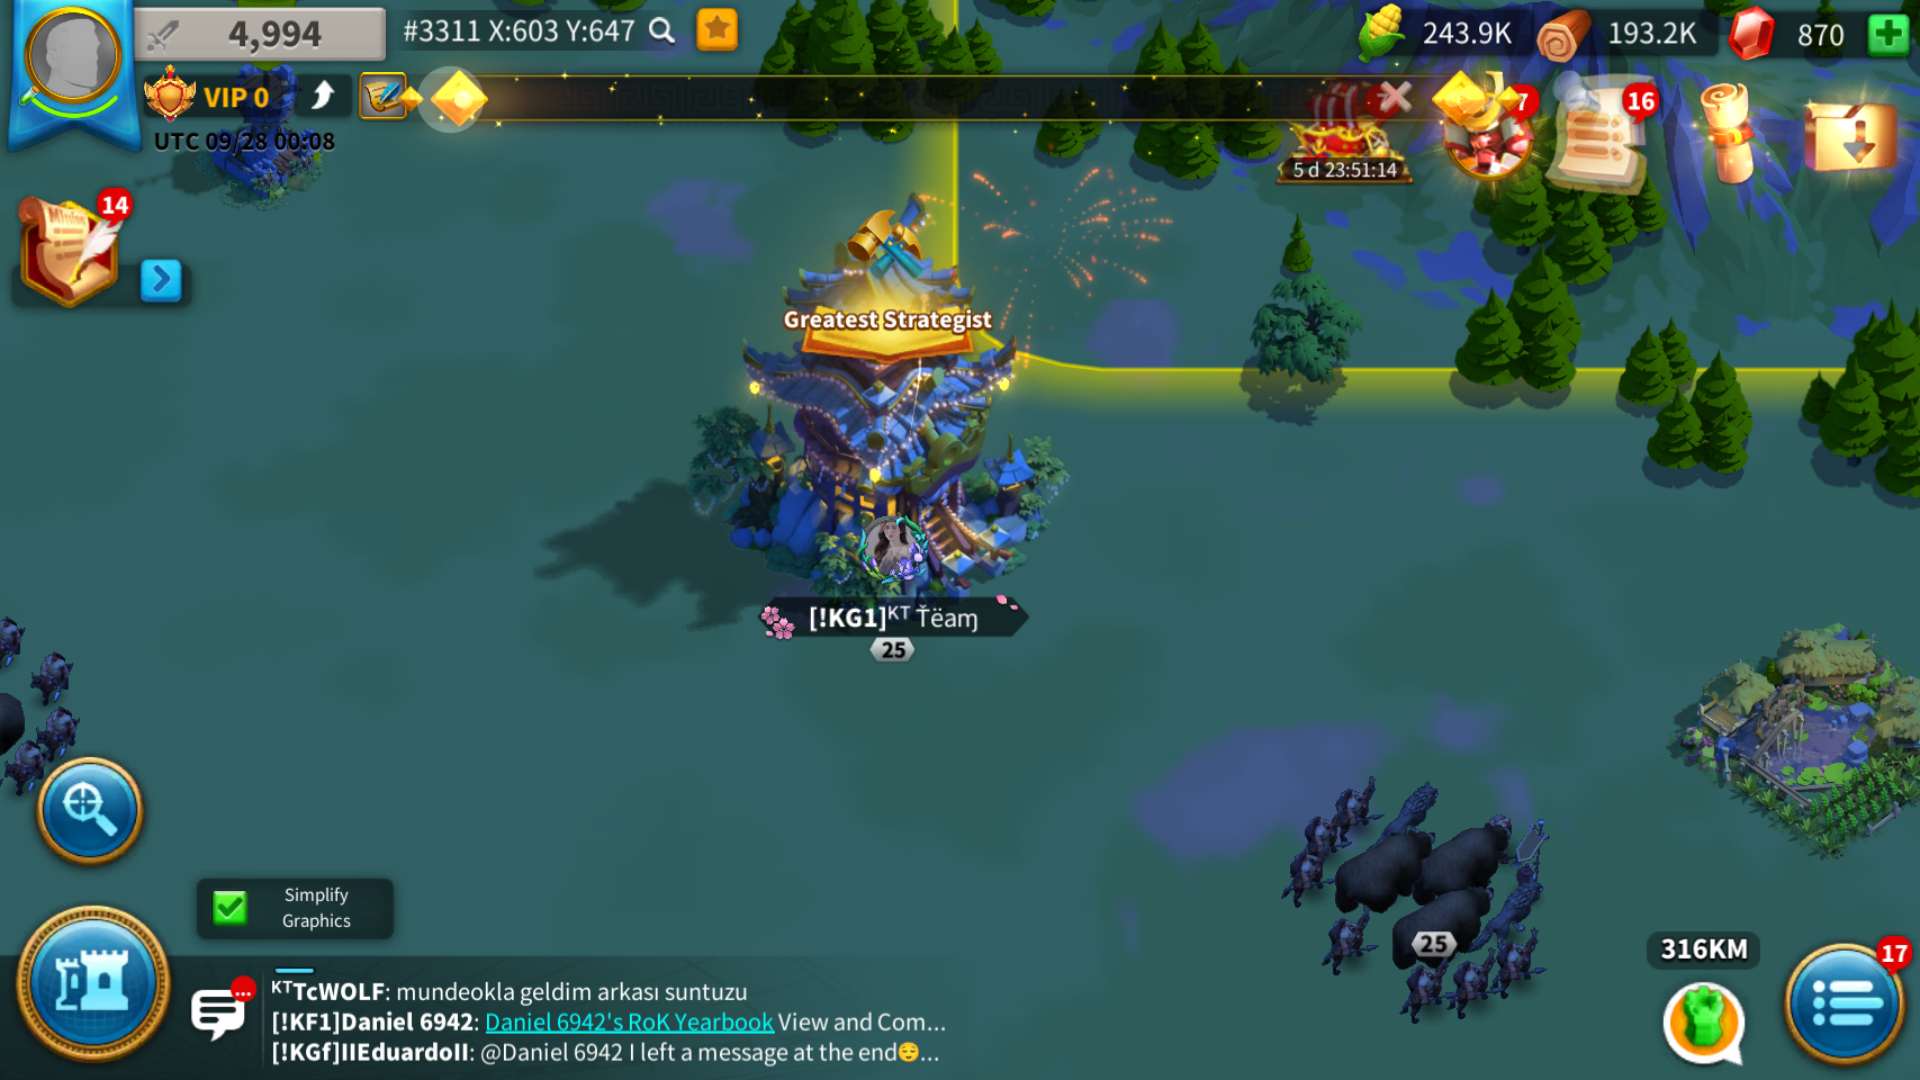 4,994
#3311 X:603 Y:647
243.9K
193.2K
870
VIP 0
UTC 09/28 00:08
5 d 23:51:14
7
16
Mission
14
Greatest Strategist
[!KG1]ᴷᵀ Ťëaɱ
25
Simplify
Graphics
25
316KM
17
ᴷᵀTcWOLF: mundeokla geldim arkası suntuzu
[!KF1]Daniel 6942: Daniel 6942's RoK Yearbook View and Com...
[!KGf]IIEduardoII: @Daniel 6942 I left a message at the end😌...